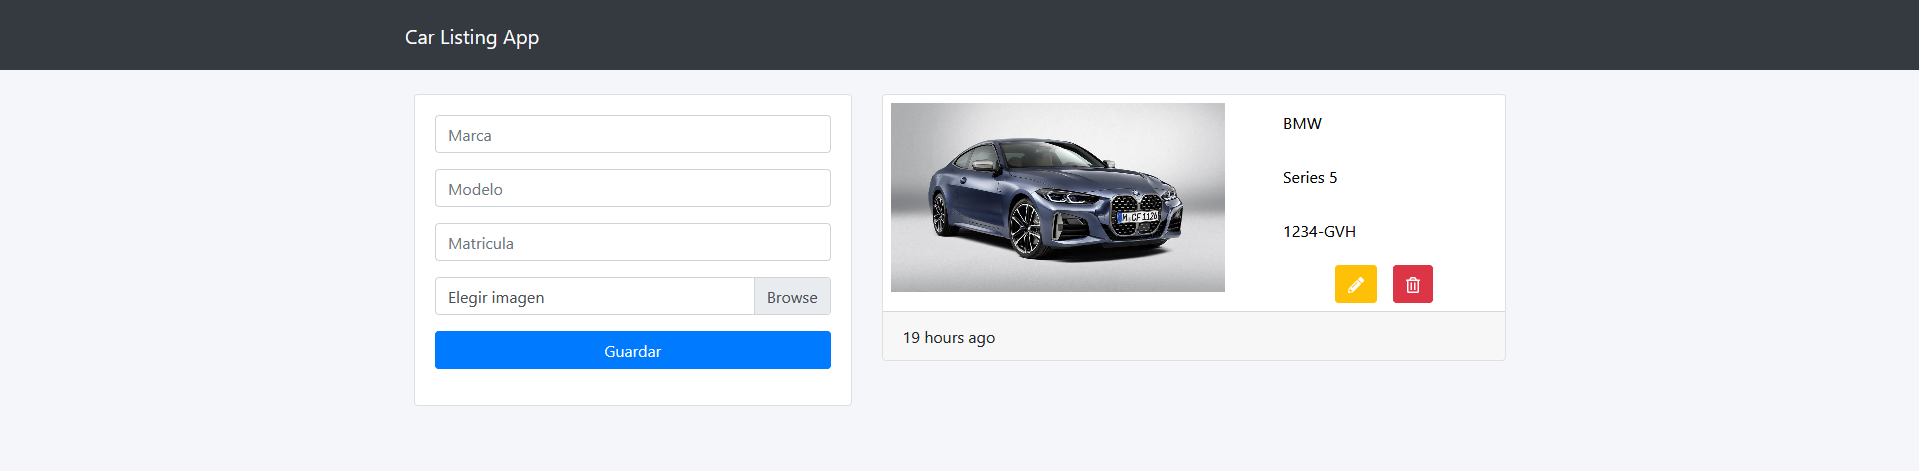 Car Listing App
Marca
Modelo
Matricula
Elegir imagen Browse
Guardar
M CF 1120
BMW
Series 5
1234-GVH
19 hours ago